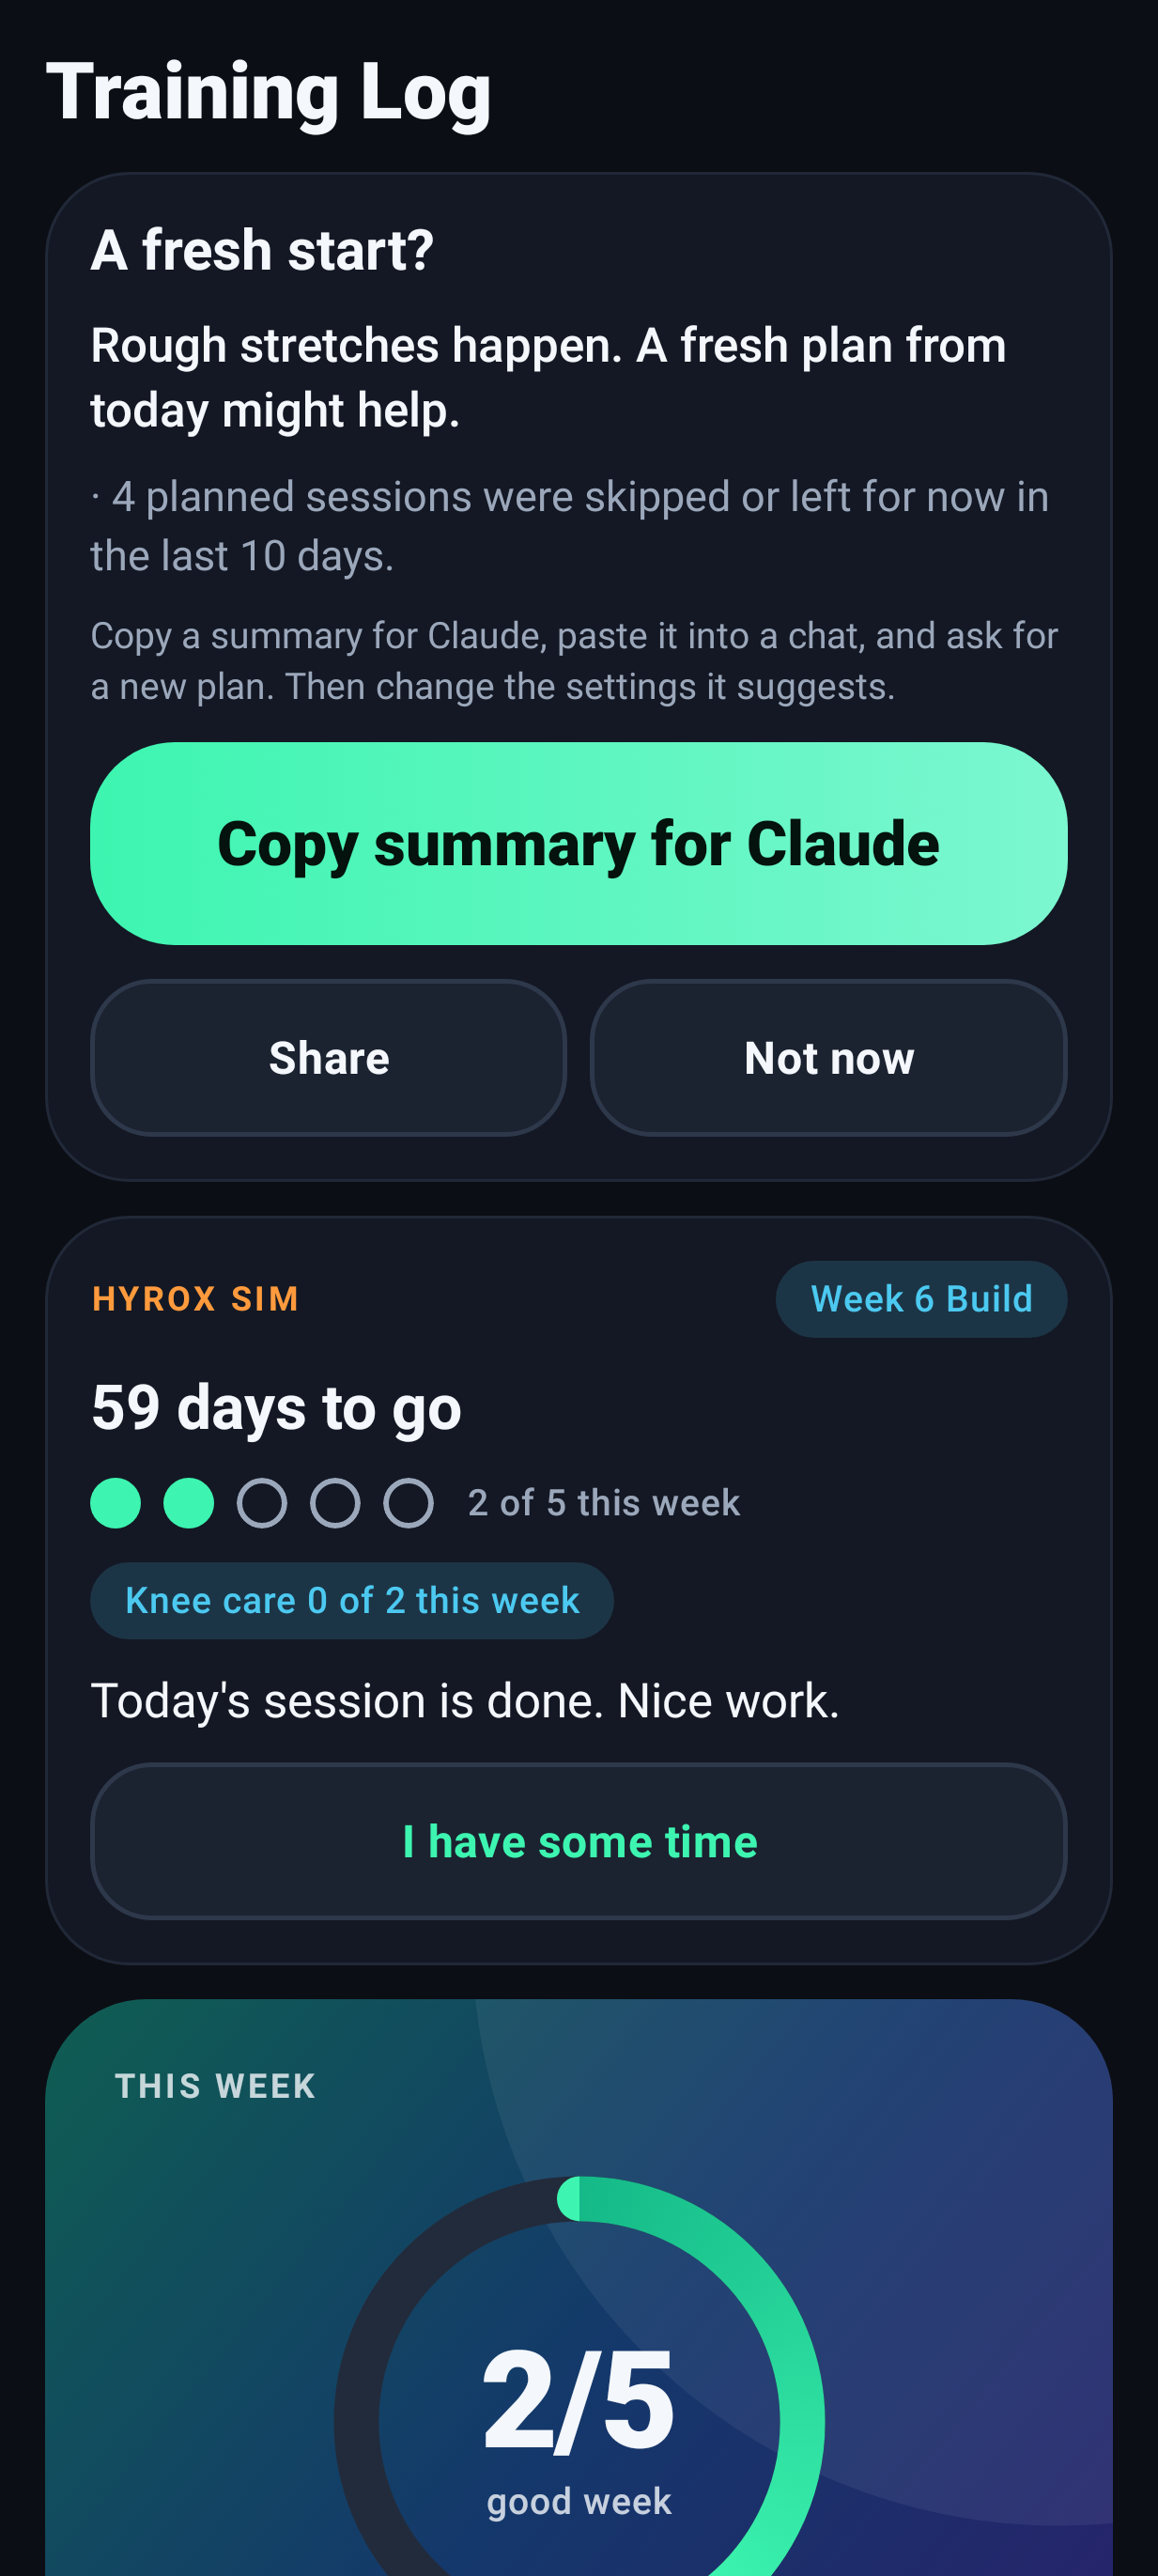 Training Log
A fresh start?
Rough stretches happen. A fresh plan from
today might help.
· 4 planned sessions were skipped or left for now in
the last 10 days.
Copy a summary for Claude, paste it into a chat, and ask for
a new plan. Then change the settings it suggests.
Copy summary for Claude
Share
Not now
HYROX SIM
Week 6 Build
59 days to go
2 of 5 this week
Knee care 0 of 2 this week
Today's session is done. Nice work.
I have some time
THIS WEEK
2/5
good week